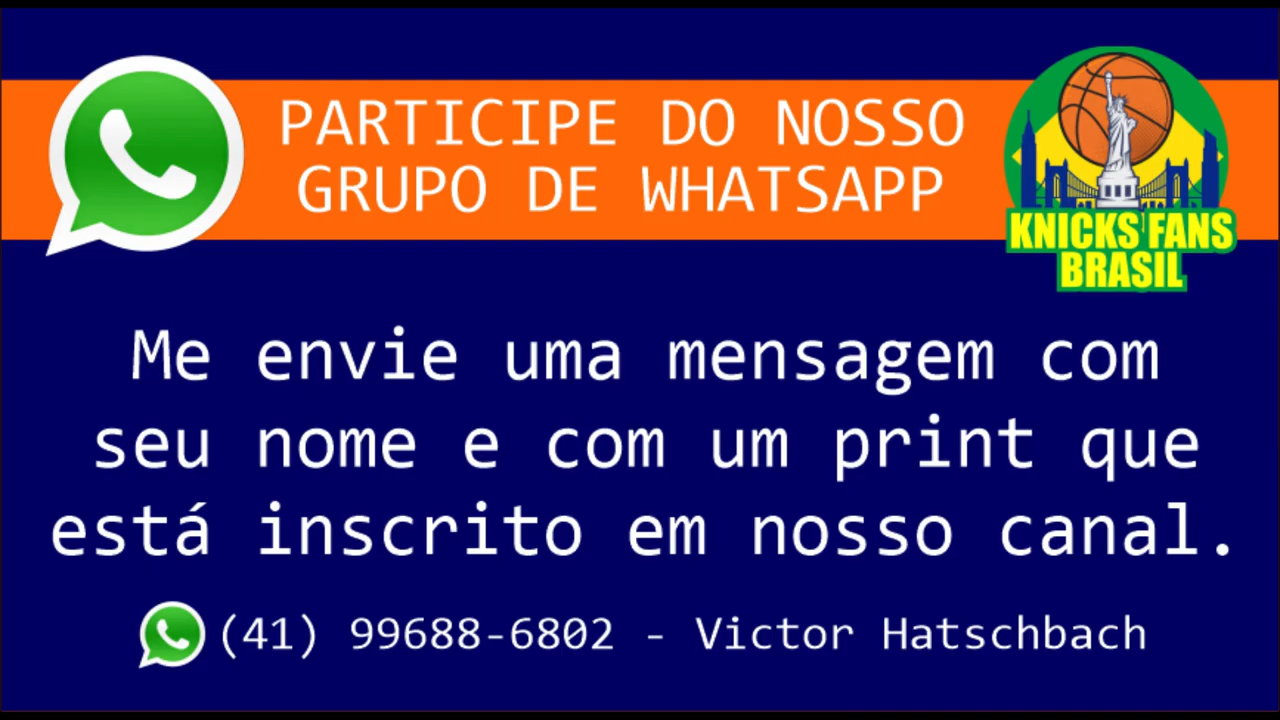 PARTICIPE DO NOSSO
GRUPO DE WHATSAPP
KNICKS FANS
BRASIL
Me envie uma mensagem com
seu nome e com um print que
está inscrito em nosso canal.
(41) 99688-6802 - Victor Hatschbach